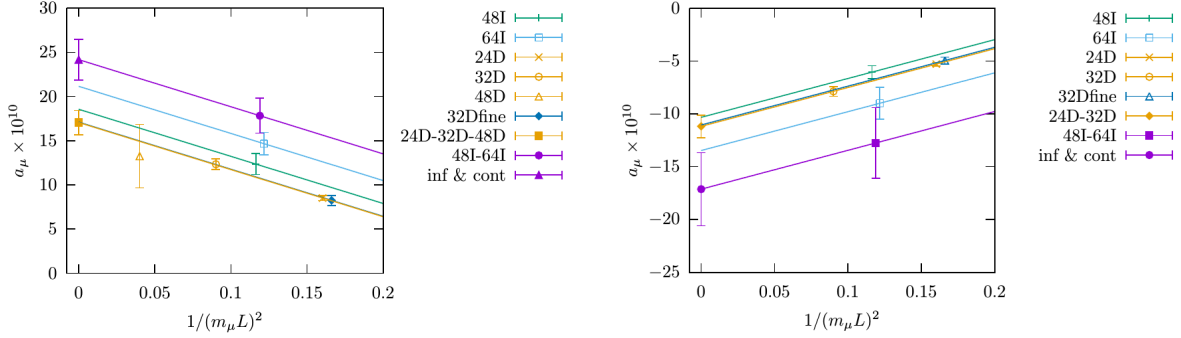 30
25
20
15
10
5
0
0
0.05
0.1
0.15
0.2
a_μ × 10^10
1/(m_μL)^2
48I
64I
24D
32D
48D
32Dfine
24D-32D-48D
48I-64I
inf & cont
0
−5
−10
−15
−20
−25
0
0.05
0.1
0.15
0.2
a_μ × 10^10
1/(m_μL)^2
48I
64I
24D
32D
32Dfine
24D-32D
48I-64I
inf & cont